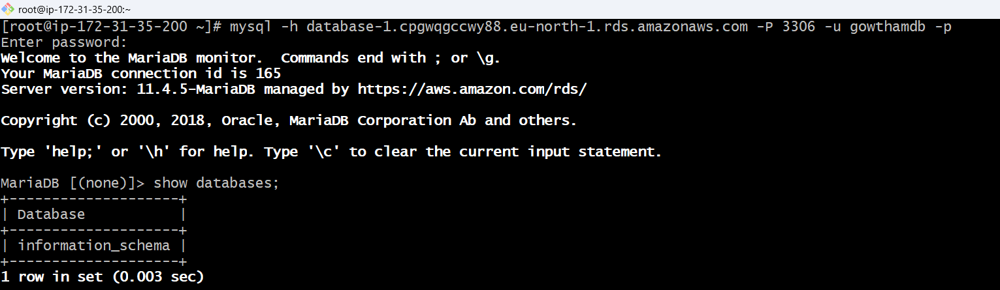 root@ip-172-31-35-200:~
[root@ip-172-31-35-200 ~]# mysql -h database-1.cpgwqgccwy88.eu-north-1.rds.amazonaws.com -P 3306 -u gowthamdb -p
Enter password:
Welcome to the MariaDB monitor.  Commands end with ; or \g.
Your MariaDB connection id is 165
Server version: 11.4.5-MariaDB managed by https://aws.amazon.com/rds/
Copyright (c) 2000, 2018, Oracle, MariaDB Corporation Ab and others.
Type 'help;' or '\h' for help. Type '\c' to clear the current input statement.
MariaDB [(none)]> show databases;
+--------------------+
| Database           |
+--------------------+
| information_schema |
+--------------------+
1 row in set (0.003 sec)